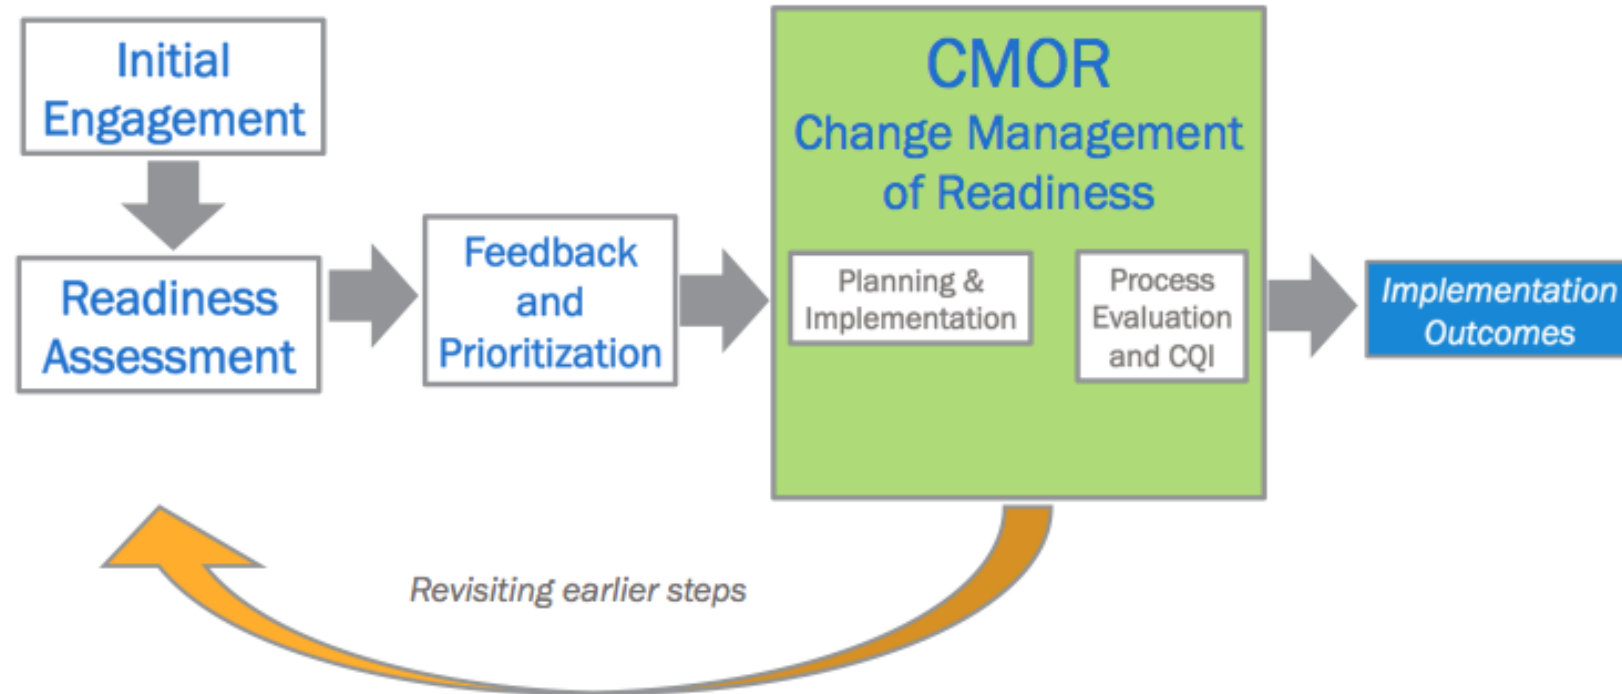 Initial
Engagement
Readiness
Assessment
Feedback
and
Prioritization
CMOR
Change Management
of Readiness
Planning &
Implementation
Process
Evaluation
and CQI
Implementation
Outcomes
Revisiting earlier steps